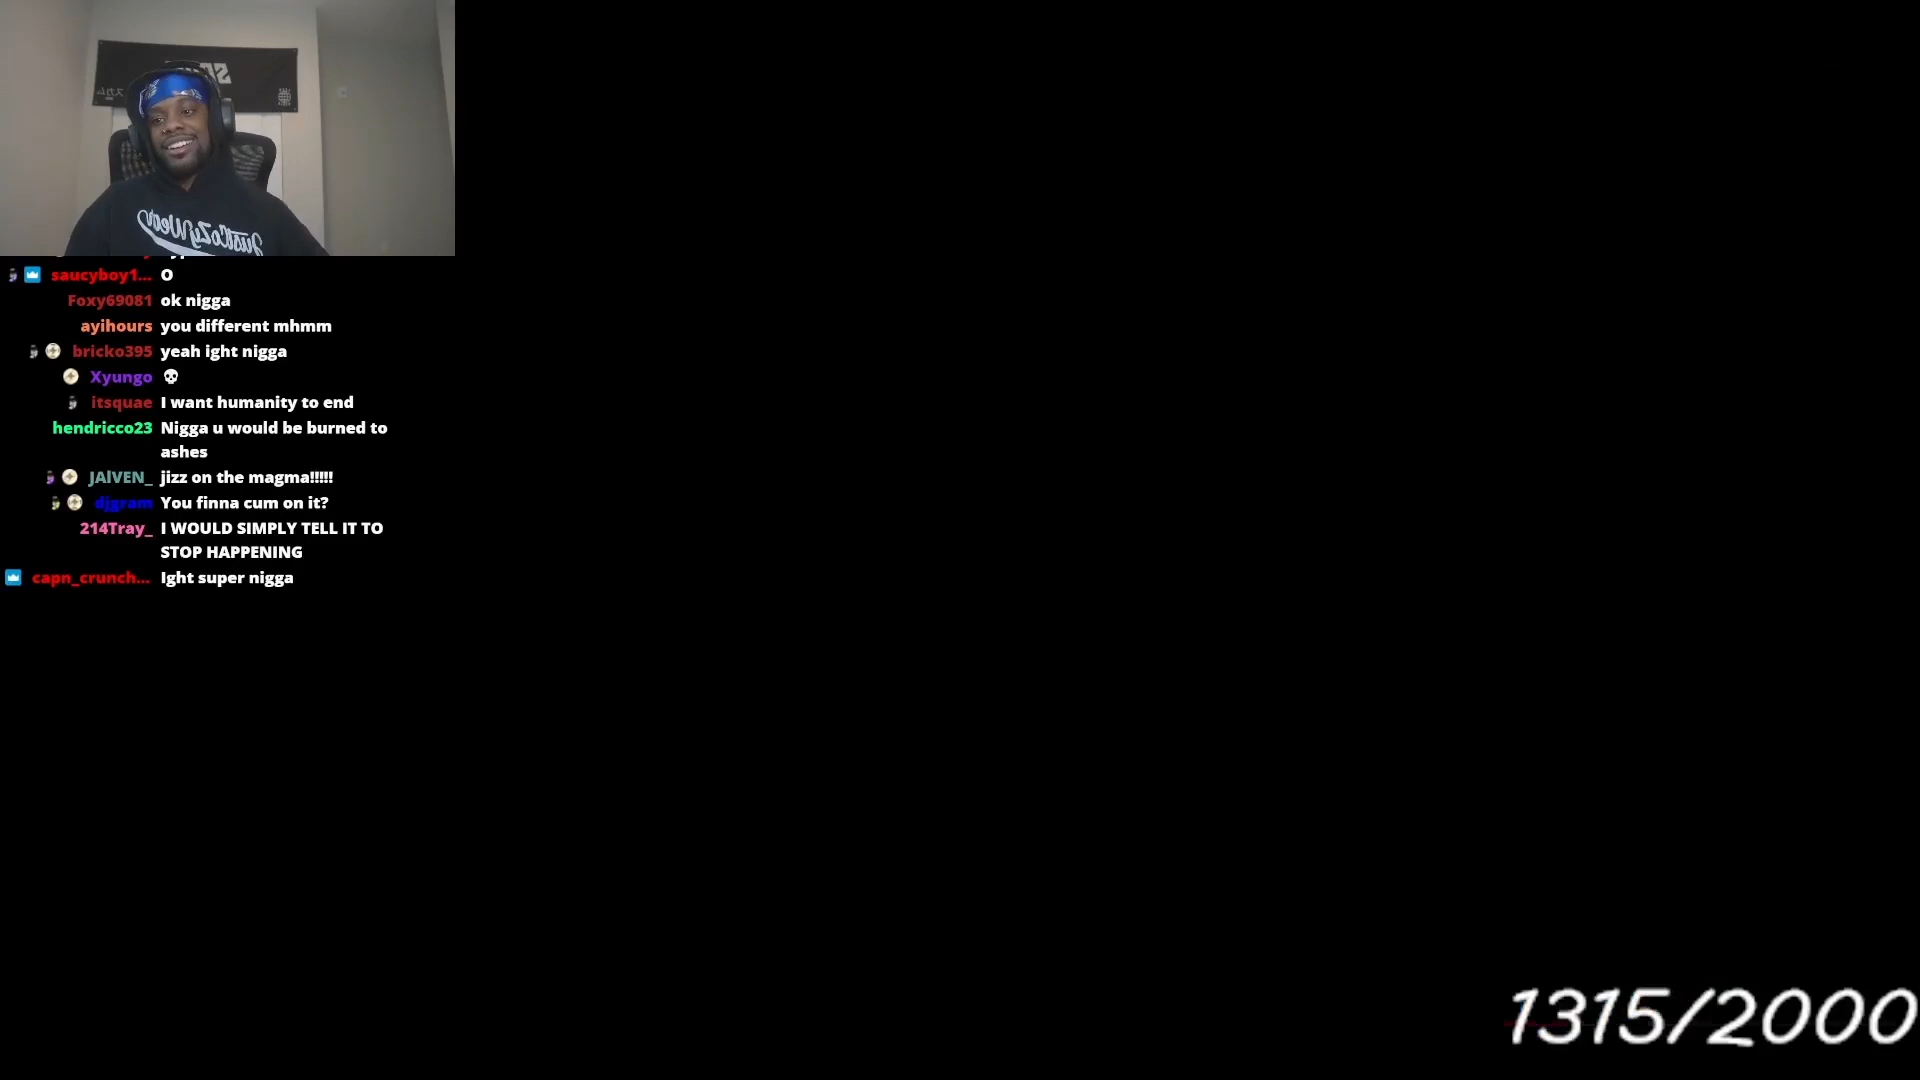 saucyboy1... O
Foxy69081 ok nigga
ayihours you different mhmm
bricko395 yeah ight nigga
Xyungo 💀
itsquae I want humanity to end
hendricco23 Nigga u would be burned to
ashes
JAlVEN_ jizz on the magma!!!!!
djgram You finna cum on it?
214Tray_ I WOULD SIMPLY TELL IT TO
STOP HAPPENING
capn_crunch... Ight super nigga
JustCozyWear
1315/2000